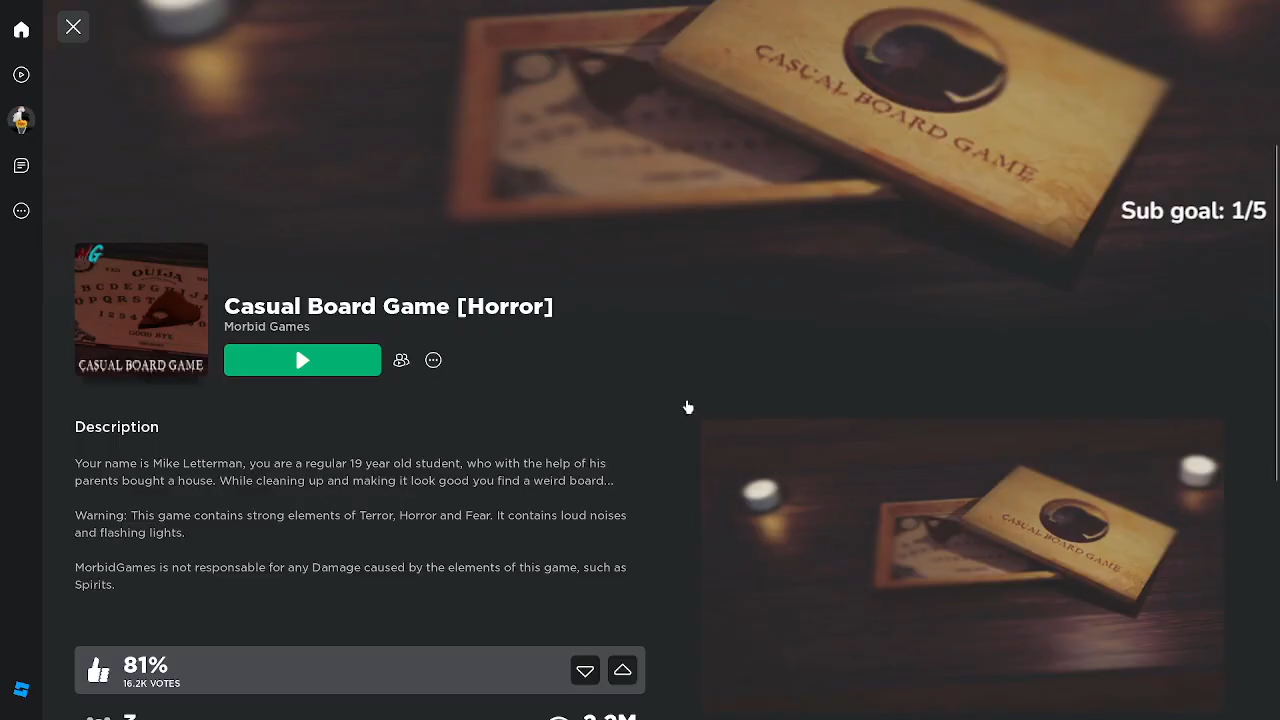 CASUAL BOARD GAME
Sub goal: 1/5
OUIJA
GOOD BYE
CASUAL BOARD GAME
Casual Board Game [Horror]
Morbid Games
Description
Your name is Mike Letterman, you are a regular 19 year old student, who with the help of his
parents bought a house. While cleaning up and making it look good you find a weird board...
Warning: This game contains strong elements of Terror, Horror and Fear. It contains loud noises
and flashing lights.
MorbidGames is not responsable for any Damage caused by the elements of this game, such as
Spirits.
CASUAL BOARD GAME
81%
16.2K VOTES